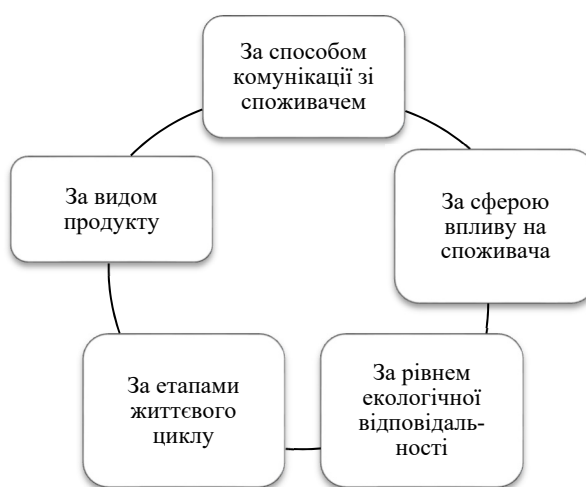 За способом
комунікації зі
споживачем
За сферою
впливу на
споживача
За рівнем
екологічної
відповідаль-
ності
За етапами
життєвого
циклу
За видом
продукту